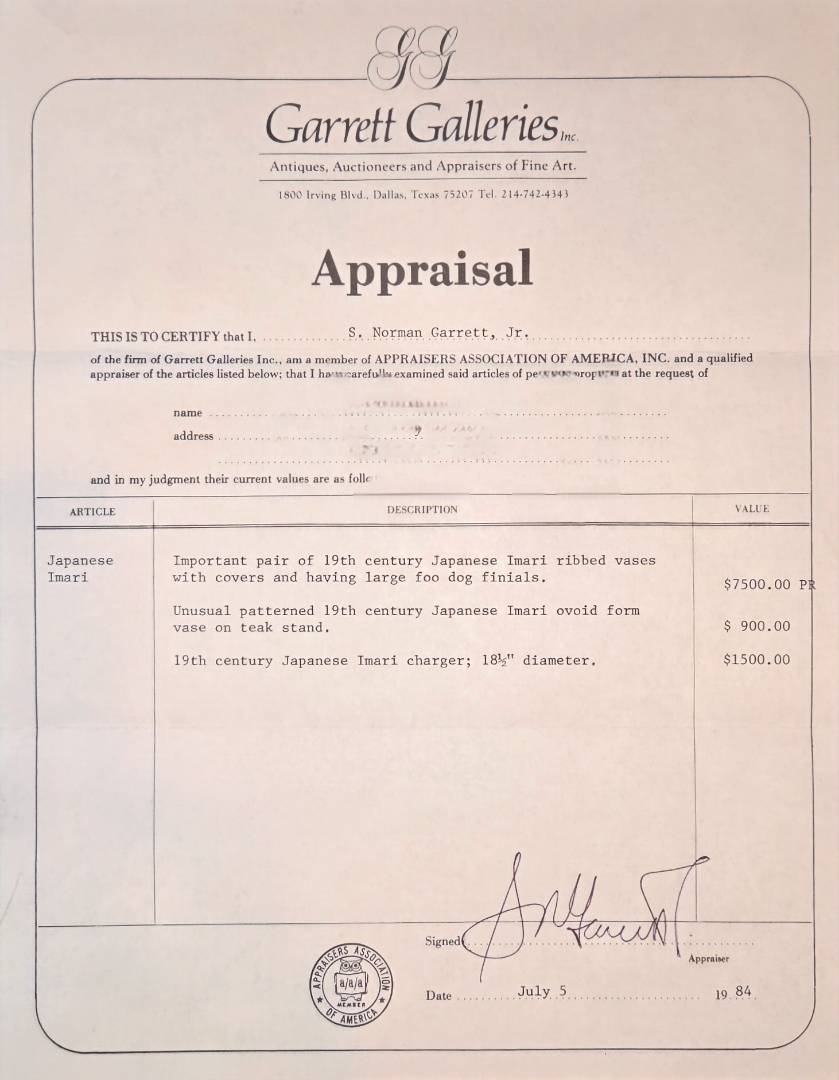 GG
Garrett Galleries Inc.
Antiques, Auctioneers and Appraisers of Fine Art.
1800 Irving Blvd., Dallas, Texas 75207 Tel. 214-742-4343
Appraisal
THIS IS TO CERTIFY that I, S. Norman Garrett, Jr.
of the firm of Garrett Galleries Inc., am a member of APPRAISERS ASSOCIATION OF AMERICA, INC. and a qualified
appraiser of the articles listed below; that I carefully examined said articles of at the request of
name
address
and in my judgment their current values are as
ARTICLE DESCRIPTION VALUE
Japanese Important pair of 19th century Japanese Imari ribbed vases
Imari with covers and having large foo dog finials. $7500.00 PR
Unusual patterned 19th century Japanese Imari ovoid form
vase on teak stand. $ 900.00
19th century Japanese Imari charger; 18½" diameter. $1500.00
Signed S N Garrett Jr.
Appraiser
APPRAISERS ASSOCIATION OF AMERICA
a/a/a
MEMBER
Date July 5 19 84